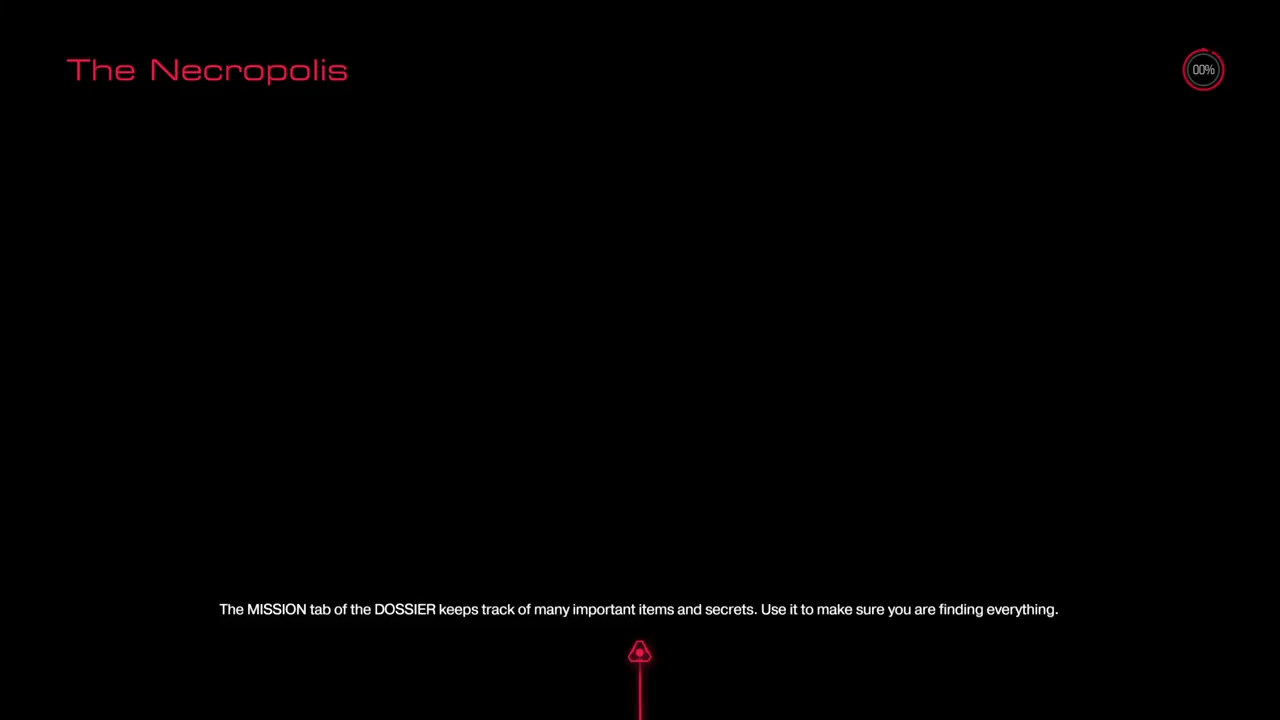 The Necropolis
00%
The MISSION tab of the DOSSIER keeps track of many important items and secrets. Use it to make sure you are finding everything.